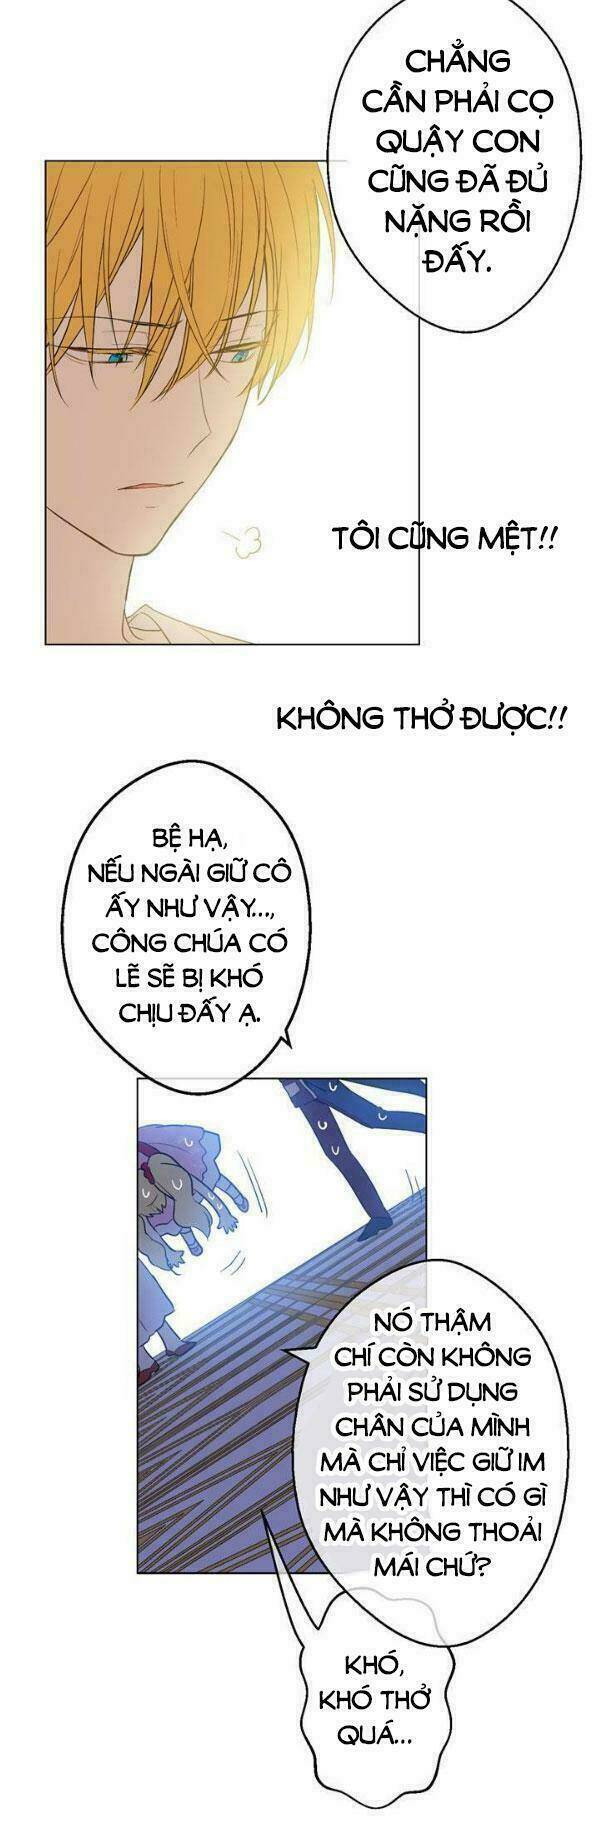 CHẲNG
CẦN PHẢI CỌ
QUẬY CON
CŨNG ĐÃ ĐỦ
NẶNG RỒI
ĐẤY.
TÔI CŨNG MỆT!!
KHÔNG THỞ ĐƯỢC!!
BỆ HẠ,
NẾU NGÀI GIỮ CÔ
ẤY NHƯ VẬY...,
CÔNG CHÚA CÓ
LẼ SẼ BỊ KHÓ
CHỊU ĐẤY Ạ.
NÓ THẬM
CHÍ CÒN KHÔNG
PHẢI SỬ DỤNG
CHÂN CỦA MÌNH
MÀ CHỈ VIỆC GIỮ IM
NHƯ VẬY THÌ CÓ GÌ
MÀ KHÔNG THOẢI
MÁI CHỨ?
KHÓ,
KHÓ THỞ
QUÁ...